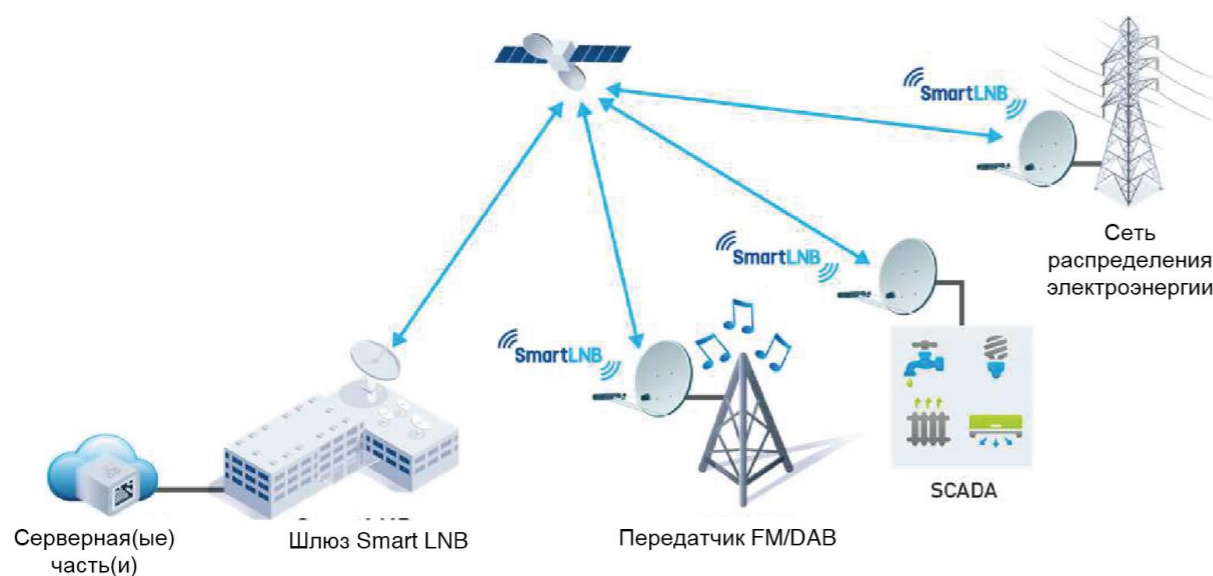 SmartLNB
Сеть
распределения
электроэнергии
SmartLNB
SmartLNB
SCADA
Серверная(ые)
часть(и)
Шлюз Smart LNB
Передатчик FM/DAB